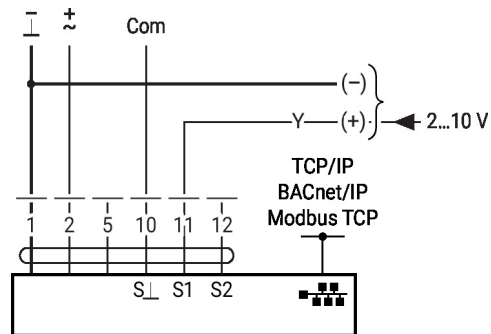 − +
⊥ ~ Com
(−)
Y (+) 2...10 V
TCP/IP
BACnet/IP
Modbus TCP
1 2 5 10 11 12
S⊥ S1 S2